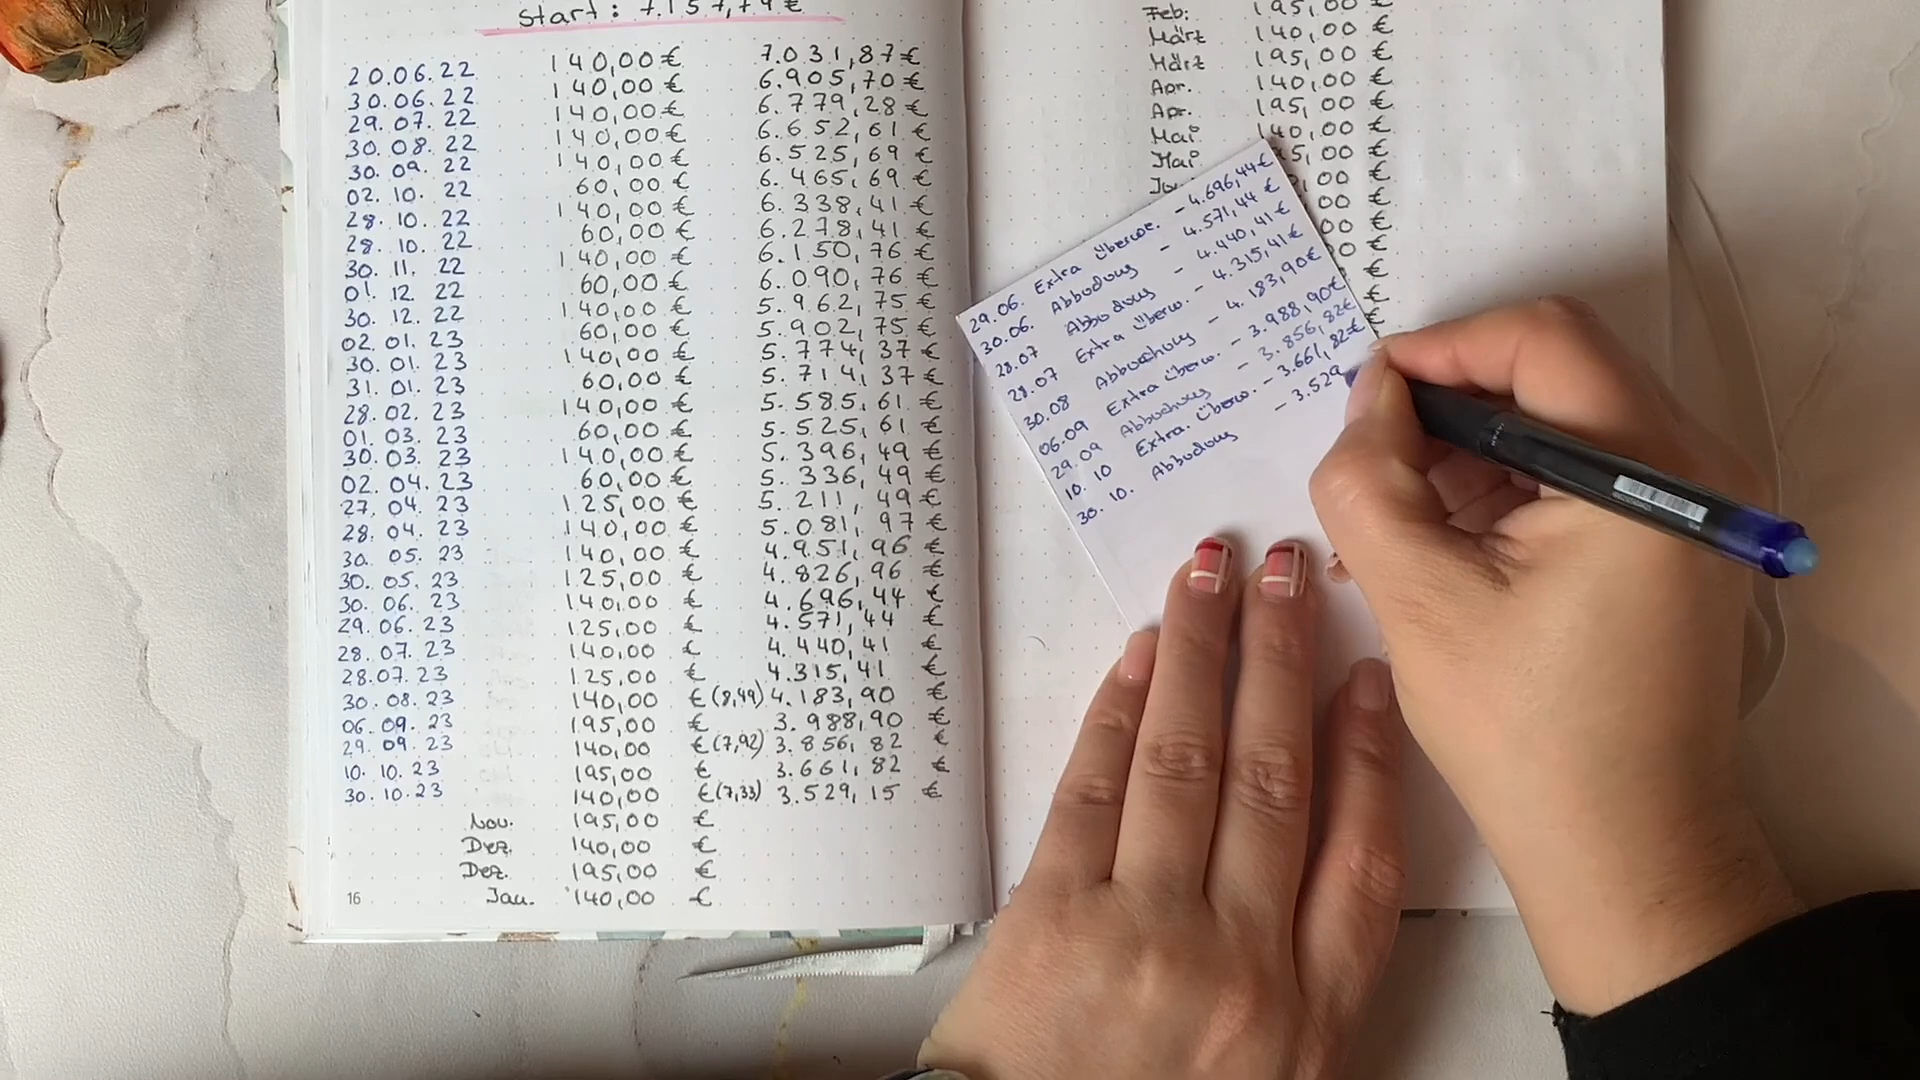 Start: 7.157,79 €
20.06.22 140,00 € 7.031,87 €
30.06.22 140,00 € 6.905,70 €
29.07.22 140,00 € 6.779,28 €
30.08.22 140,00 € 6.652,61 €
30.09.22 140,00 € 6.525,69 €
02.10.22 60,00 € 6.465,69 €
28.10.22 140,00 € 6.338,41 €
28.10.22 60,00 € 6.278,41 €
30.11.22 140,00 € 6.150,76 €
01.12.22 60,00 € 6.090,76 €
30.12.22 140,00 € 5.962,75 €
02.01.23 60,00 € 5.902,75 €
30.01.23 140,00 € 5.774,37 €
31.01.23 60,00 € 5.714,37 €
28.02.23 140,00 € 5.585,61 €
01.03.23 60,00 € 5.525,61 €
30.03.23 140,00 € 5.396,49 €
02.04.23 60,00 € 5.336,49 €
27.04.23 125,00 € 5.211,49 €
28.04.23 140,00 € 5.081,97 €
30.05.23 140,00 € 4.951,96 €
30.05.23 125,00 € 4.826,96 €
30.06.23 140,00 € 4.696,44 €
29.06.23 125,00 € 4.571,44 €
28.07.23 140,00 € 4.440,41 €
28.07.23 125,00 € 4.315,41 €
30.08.23 140,00 € (8,49) 4.183,90 €
06.09.23 195,00 € 3.988,90 €
29.09.23 140,00 € (7,92) 3.856,82 €
10.10.23 195,00 € 3.661,82 €
30.10.23 140,00 € (7,33) 3.529,15 €
Nov. 195,00 €
Dez. 140,00 €
Dez. 195,00 €
Jan. 140,00 €
16
Feb. 195,00 €
März 140,00 €
März 195,00 €
Apr. 140,00 €
Apr. 195,00 €
Mai 140,00 €
Mai 5,00 €
,00 €
00 €
00 €
€
€
€
29.06. Extra überwe. - 4.696,44 €
30.06. Abbuchung - 4.571,44 €
28.07 Abbuchung - 4.440,41 €
28.07 Extra überw. - 4.315,41 €
30.08 Abbuchung - 4.183,90 €
06.09 Extra überw. - 3.988,90 €
29.09 Abbuchung - 3.856,82 €
10.10 Extra überw. - 3.661,82 €
30.10. Abbuchung - 3.529